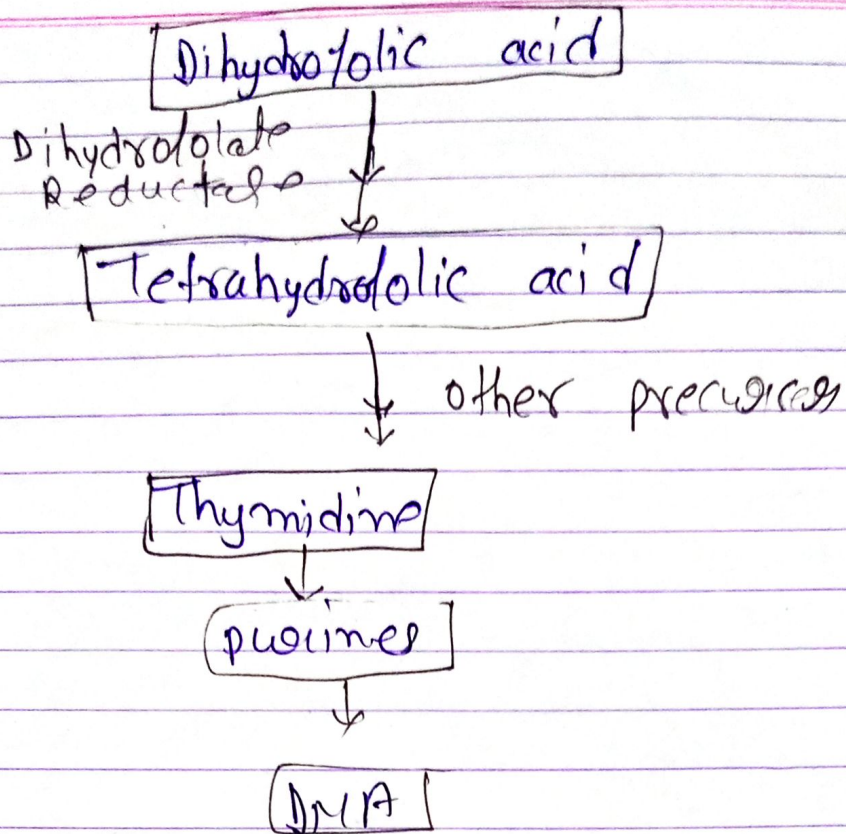 Dihydrofolic acid
Dihydrofolate
Reductase
Tetrahydrofolic acid
other precursors
Thymidine
purines
DNA